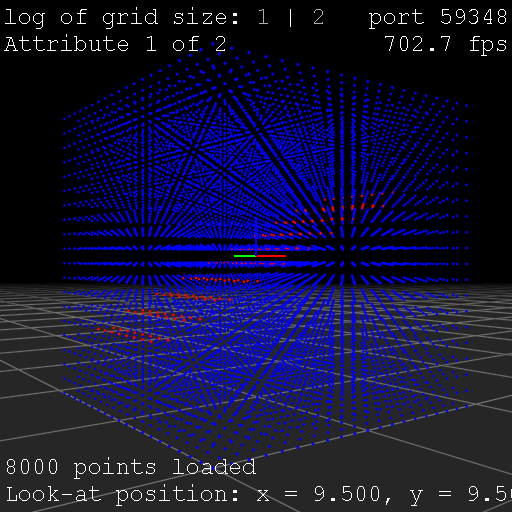 log of grid size: 1 | 2 port 59348
Attribute 1 of 2 702.7 fps
8000 points loaded
Look-at position: x = 9.500, y = 9.50